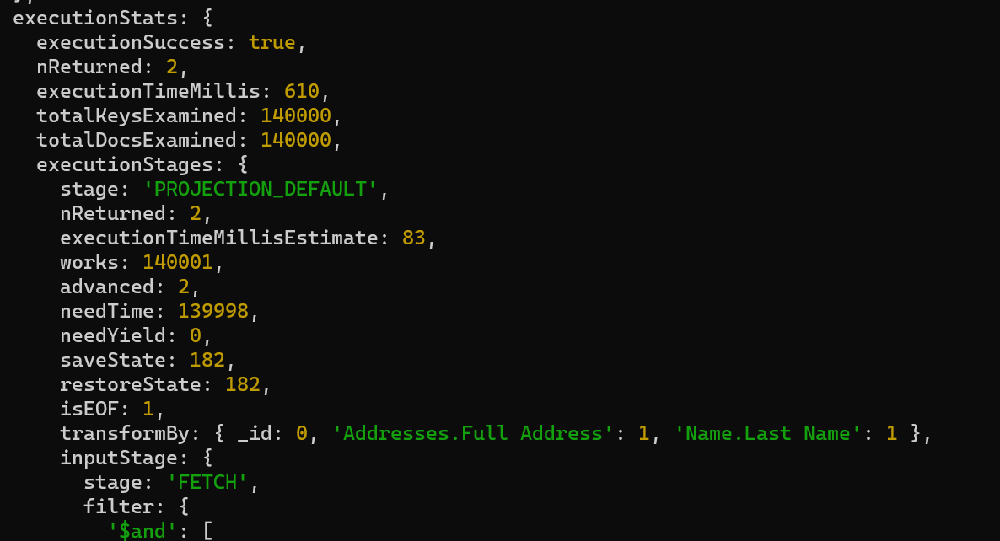 executionStats: {
executionSuccess: true,
nReturned: 2,
executionTimeMillis: 610,
totalKeysExamined: 140000,
totalDocsExamined: 140000,
executionStages: {
stage: 'PROJECTION_DEFAULT',
nReturned: 2,
executionTimeMillisEstimate: 83,
works: 140001,
advanced: 2,
needTime: 139998,
needYield: 0,
saveState: 182,
restoreState: 182,
isEOF: 1,
transformBy: { _id: 0, 'Addresses.Full Address': 1, 'Name.Last Name': 1 },
inputStage: {
stage: 'FETCH',
filter: {
'$and': [